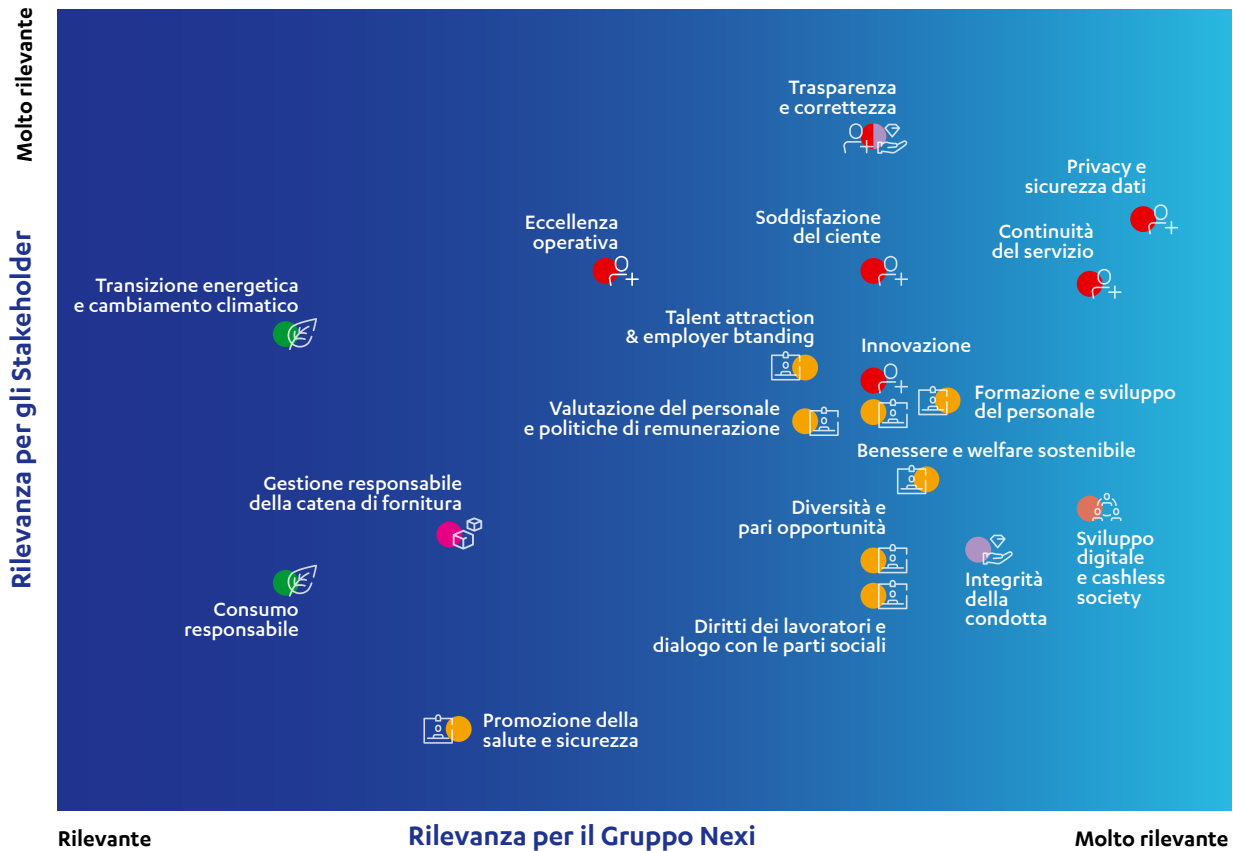 Molto rilevante
Rilevanza per gli Stakeholder
Trasparenza
e correttezza
Privacy e
sicurezza dati
Eccellenza
operativa
Soddisfazione
del ciente
Continuità
del servizio
Transizione energetica
e cambiamento climatico
Talent attraction
& employer btanding
Innovazione
Formazione e sviluppo
del personale
Valutazione del personale
e politiche di remunerazione
Benessere e welfare sostenibile
Gestione responsabile
della catena di fornitura
Diversità e
pari opportunità
Sviluppo
digitale
e cashless
society
Integrità
della
condotta
Consumo
responsabile
Diritti dei lavoratori e
dialogo con le parti sociali
Promozione della
salute e sicurezza
Rilevante
Rilevanza per il Gruppo Nexi
Molto rilevante